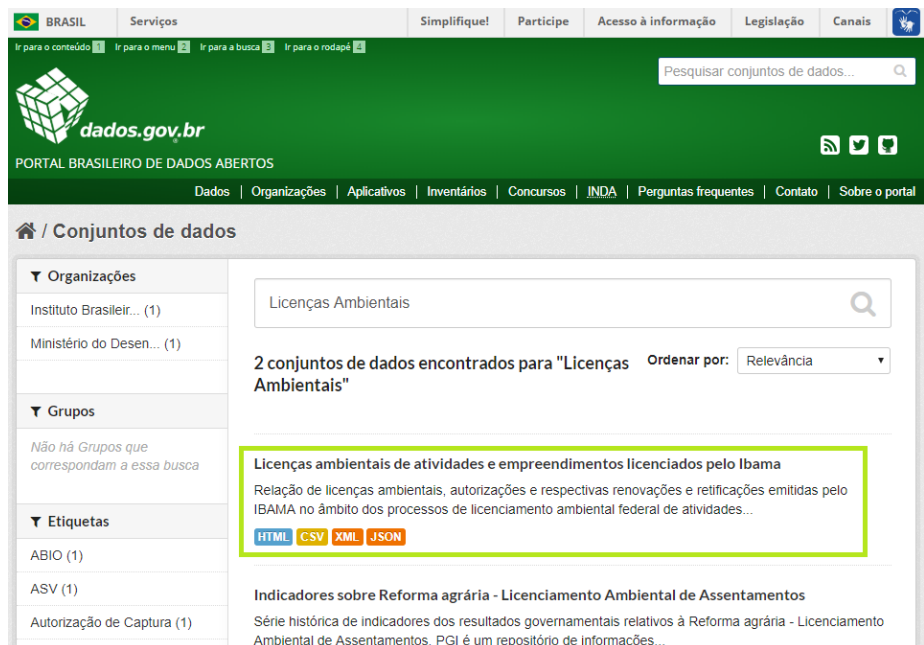 BRASIL Serviços Simplifique! Participe Acesso à informação Legislação Canais
Ir para o conteúdo 1 Ir para o menu 2 Ir para a busca 3 Ir para o rodapé 4
Pesquisar conjuntos de dados...
dados.gov.br
PORTAL BRASILEIRO DE DADOS ABERTOS
Dados | Organizações | Aplicativos | Inventários | Concursos | INDA | Perguntas frequentes | Contato | Sobre o portal
/ Conjuntos de dados
Organizações
Instituto Brasileir... (1)
Ministério do Desen... (1)
Grupos
Não há Grupos que
correspondam a essa busca
Etiquetas
ABIO (1)
ASV (1)
Autorização de Captura (1)
Licenças Ambientais
2 conjuntos de dados encontrados para "Licenças
Ambientais"
Ordenar por: Relevância
Licenças ambientais de atividades e empreendimentos licenciados pelo Ibama
Relação de licenças ambientais, autorizações e respectivas renovações e retificações emitidas pelo
IBAMA no âmbito dos processos de licenciamento ambiental federal de atividades...
HTML CSV XML JSON
Indicadores sobre Reforma agrária - Licenciamento Ambiental de Assentamentos
Série histórica de indicadores dos resultados governamentais relativos à Reforma agrária - Licenciamento
Ambiental de Assentamentos. PGI é um repositório de informações...